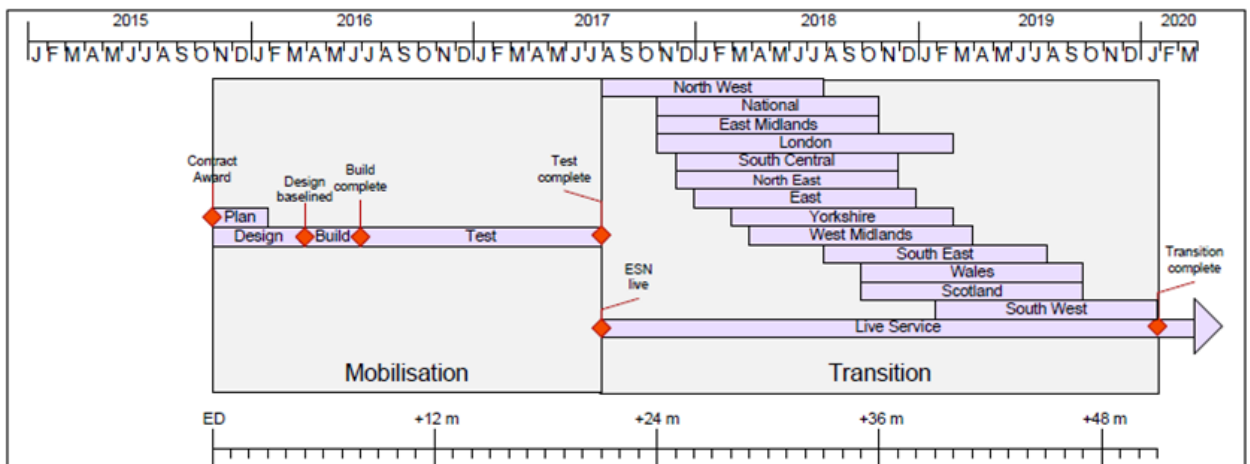 2015 2016 2017 2018 2019 2020
J F M A M J J A S O N D J F M A M J J A S O N D J F M A M J J A S O N D J F M A M J J A S O N D J F M A M J J A S O N D J F M
North West
National
East Midlands
London
Contract
Award
Design
baselined
Build
complete
Test
complete
South Central
North East
East
Plan
Yorkshire
Design Build Test
West Midlands
South East
ESN
live
Wales
Transition
complete
Scotland
South West
Live Service
Mobilisation Transition
ED +12 m +24 m +36 m +48 m